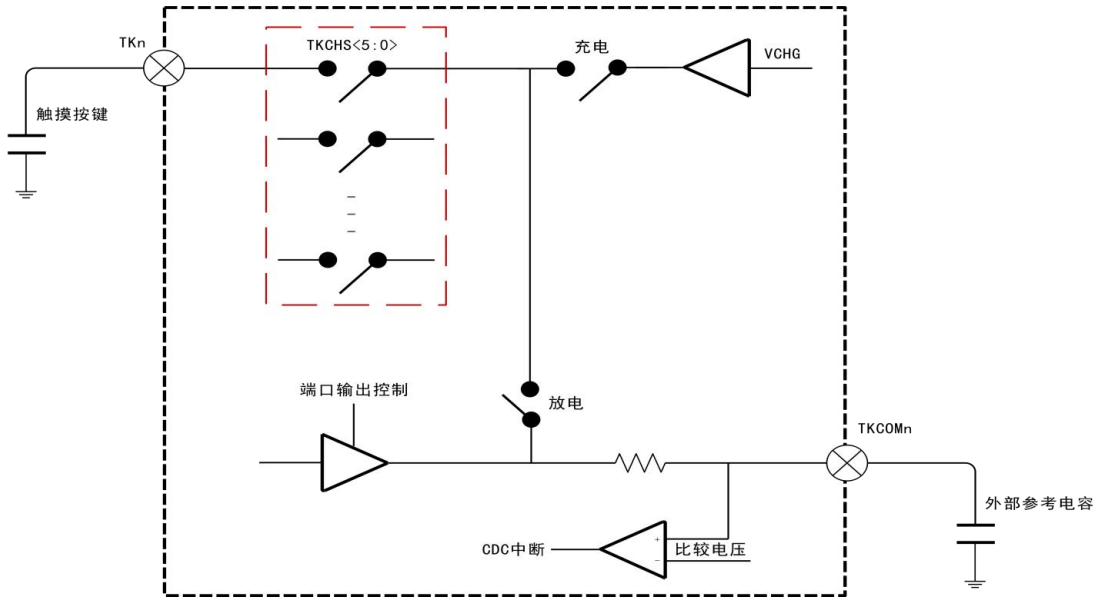 TKn
TKCHS<5:0>
充电
VCHG
触摸按键
端口输出控制
放电
TKCOMn
外部参考电容
CDC中断
+
比较电压
−